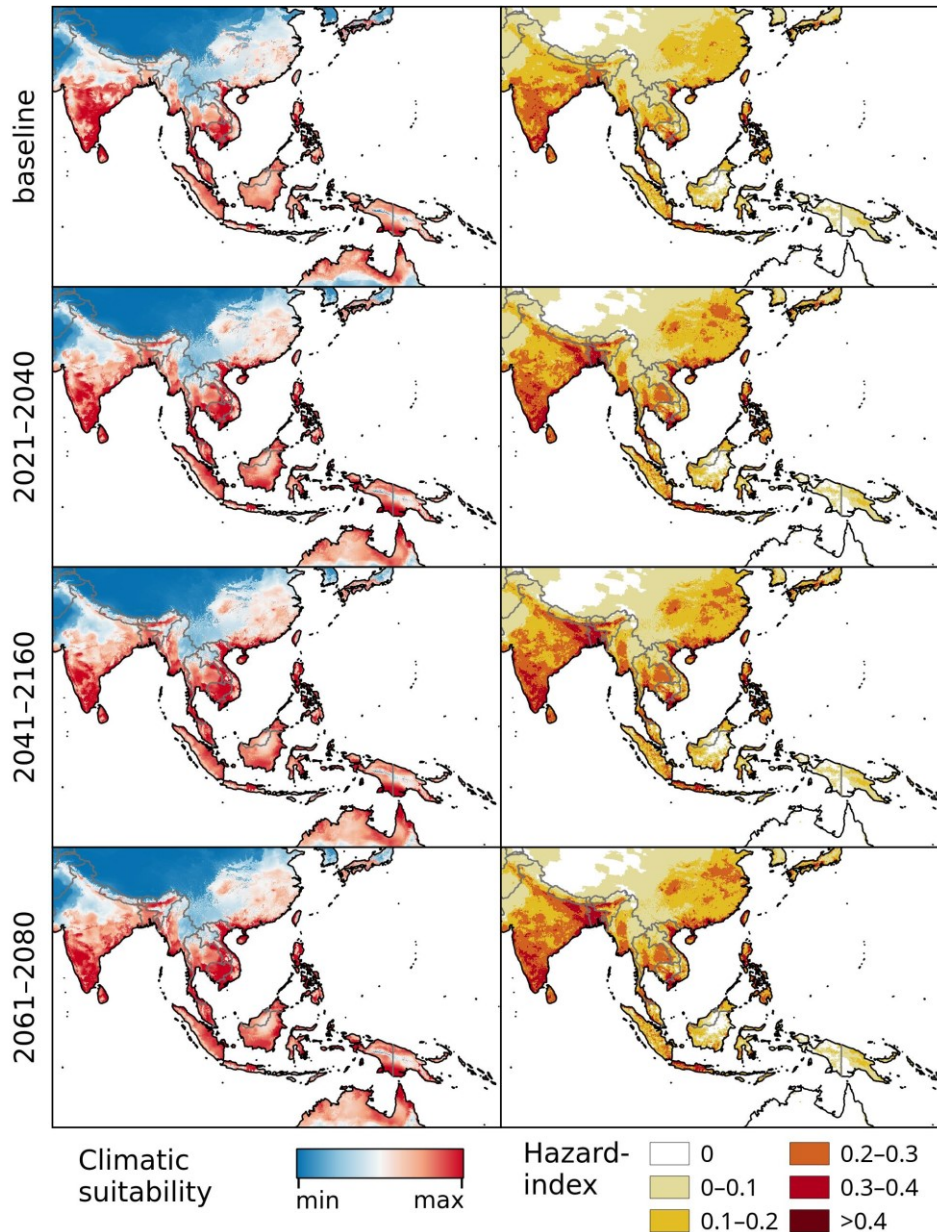 baseline
2021–2040
2041–2160
2061–2080
Climatic
suitability
min max
Hazard-
index
0
0–0.1
0.1–0.2
0.2–0.3
0.3–0.4
>0.4